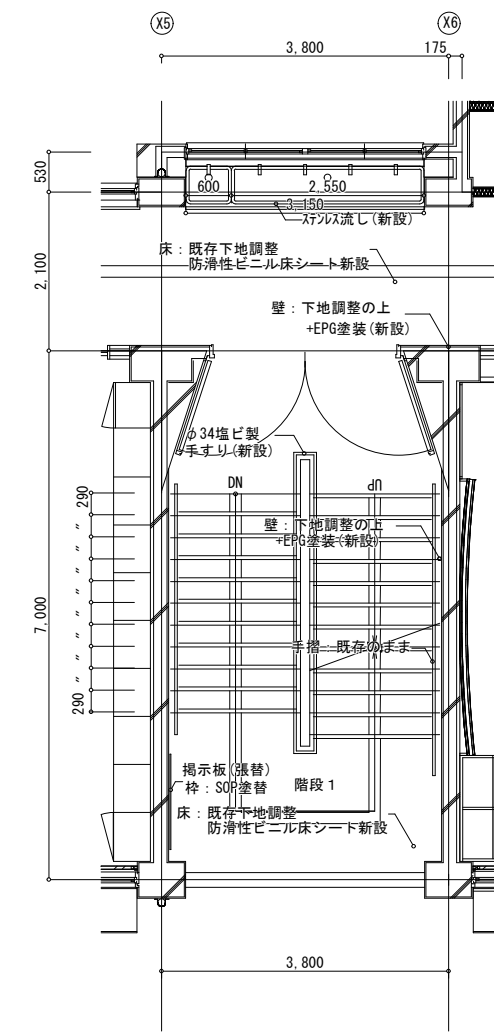 X5
X6
3,800
175
530
600
2,550
3,150
ステンレス流し(新設)
床：既存下地調整
防滑性ビニル床シート新設
2,100
壁：下地調整の上
+EPG塗装(新設)
φ34塩ビ製
手すり(新設)
DN
UP
290
〃
〃
〃
〃
〃
〃
〃
〃
290
壁：下地調整の上
+EPG塗装(新設)
7,000
手摺：既存のまま
掲示板(張替)
枠：SOP塗替
階段1
床：既存下地調整
防滑性ビニル床シート新設
3,800